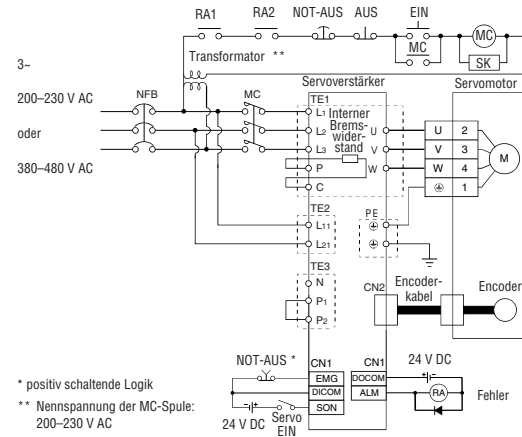 RA1 RA2 NOT-AUS AUS EIN MC
MC
SK
Transformator **
3~
200–230 V AC
oder
380–480 V AC
NFB
MC
Servoverstärker
Servomotor
TE1
L1
L2
L3
P
C
Interner
Brems-
wider-
stand
U
V
W
U 2
V 3
W 4
1
M
TE2
L11
L21
PE
TE3
N
P1
P2
CN2
Encoder-
kabel
Encoder
NOT-AUS *
CN1
EMG
DICOM
SON
24 V DC
Servo
EIN
CN1
DOCOM
ALM
24 V DC
RA
Fehler
* positiv schaltende Logik
** Nennspannung der MC-Spule:
200–230 V AC